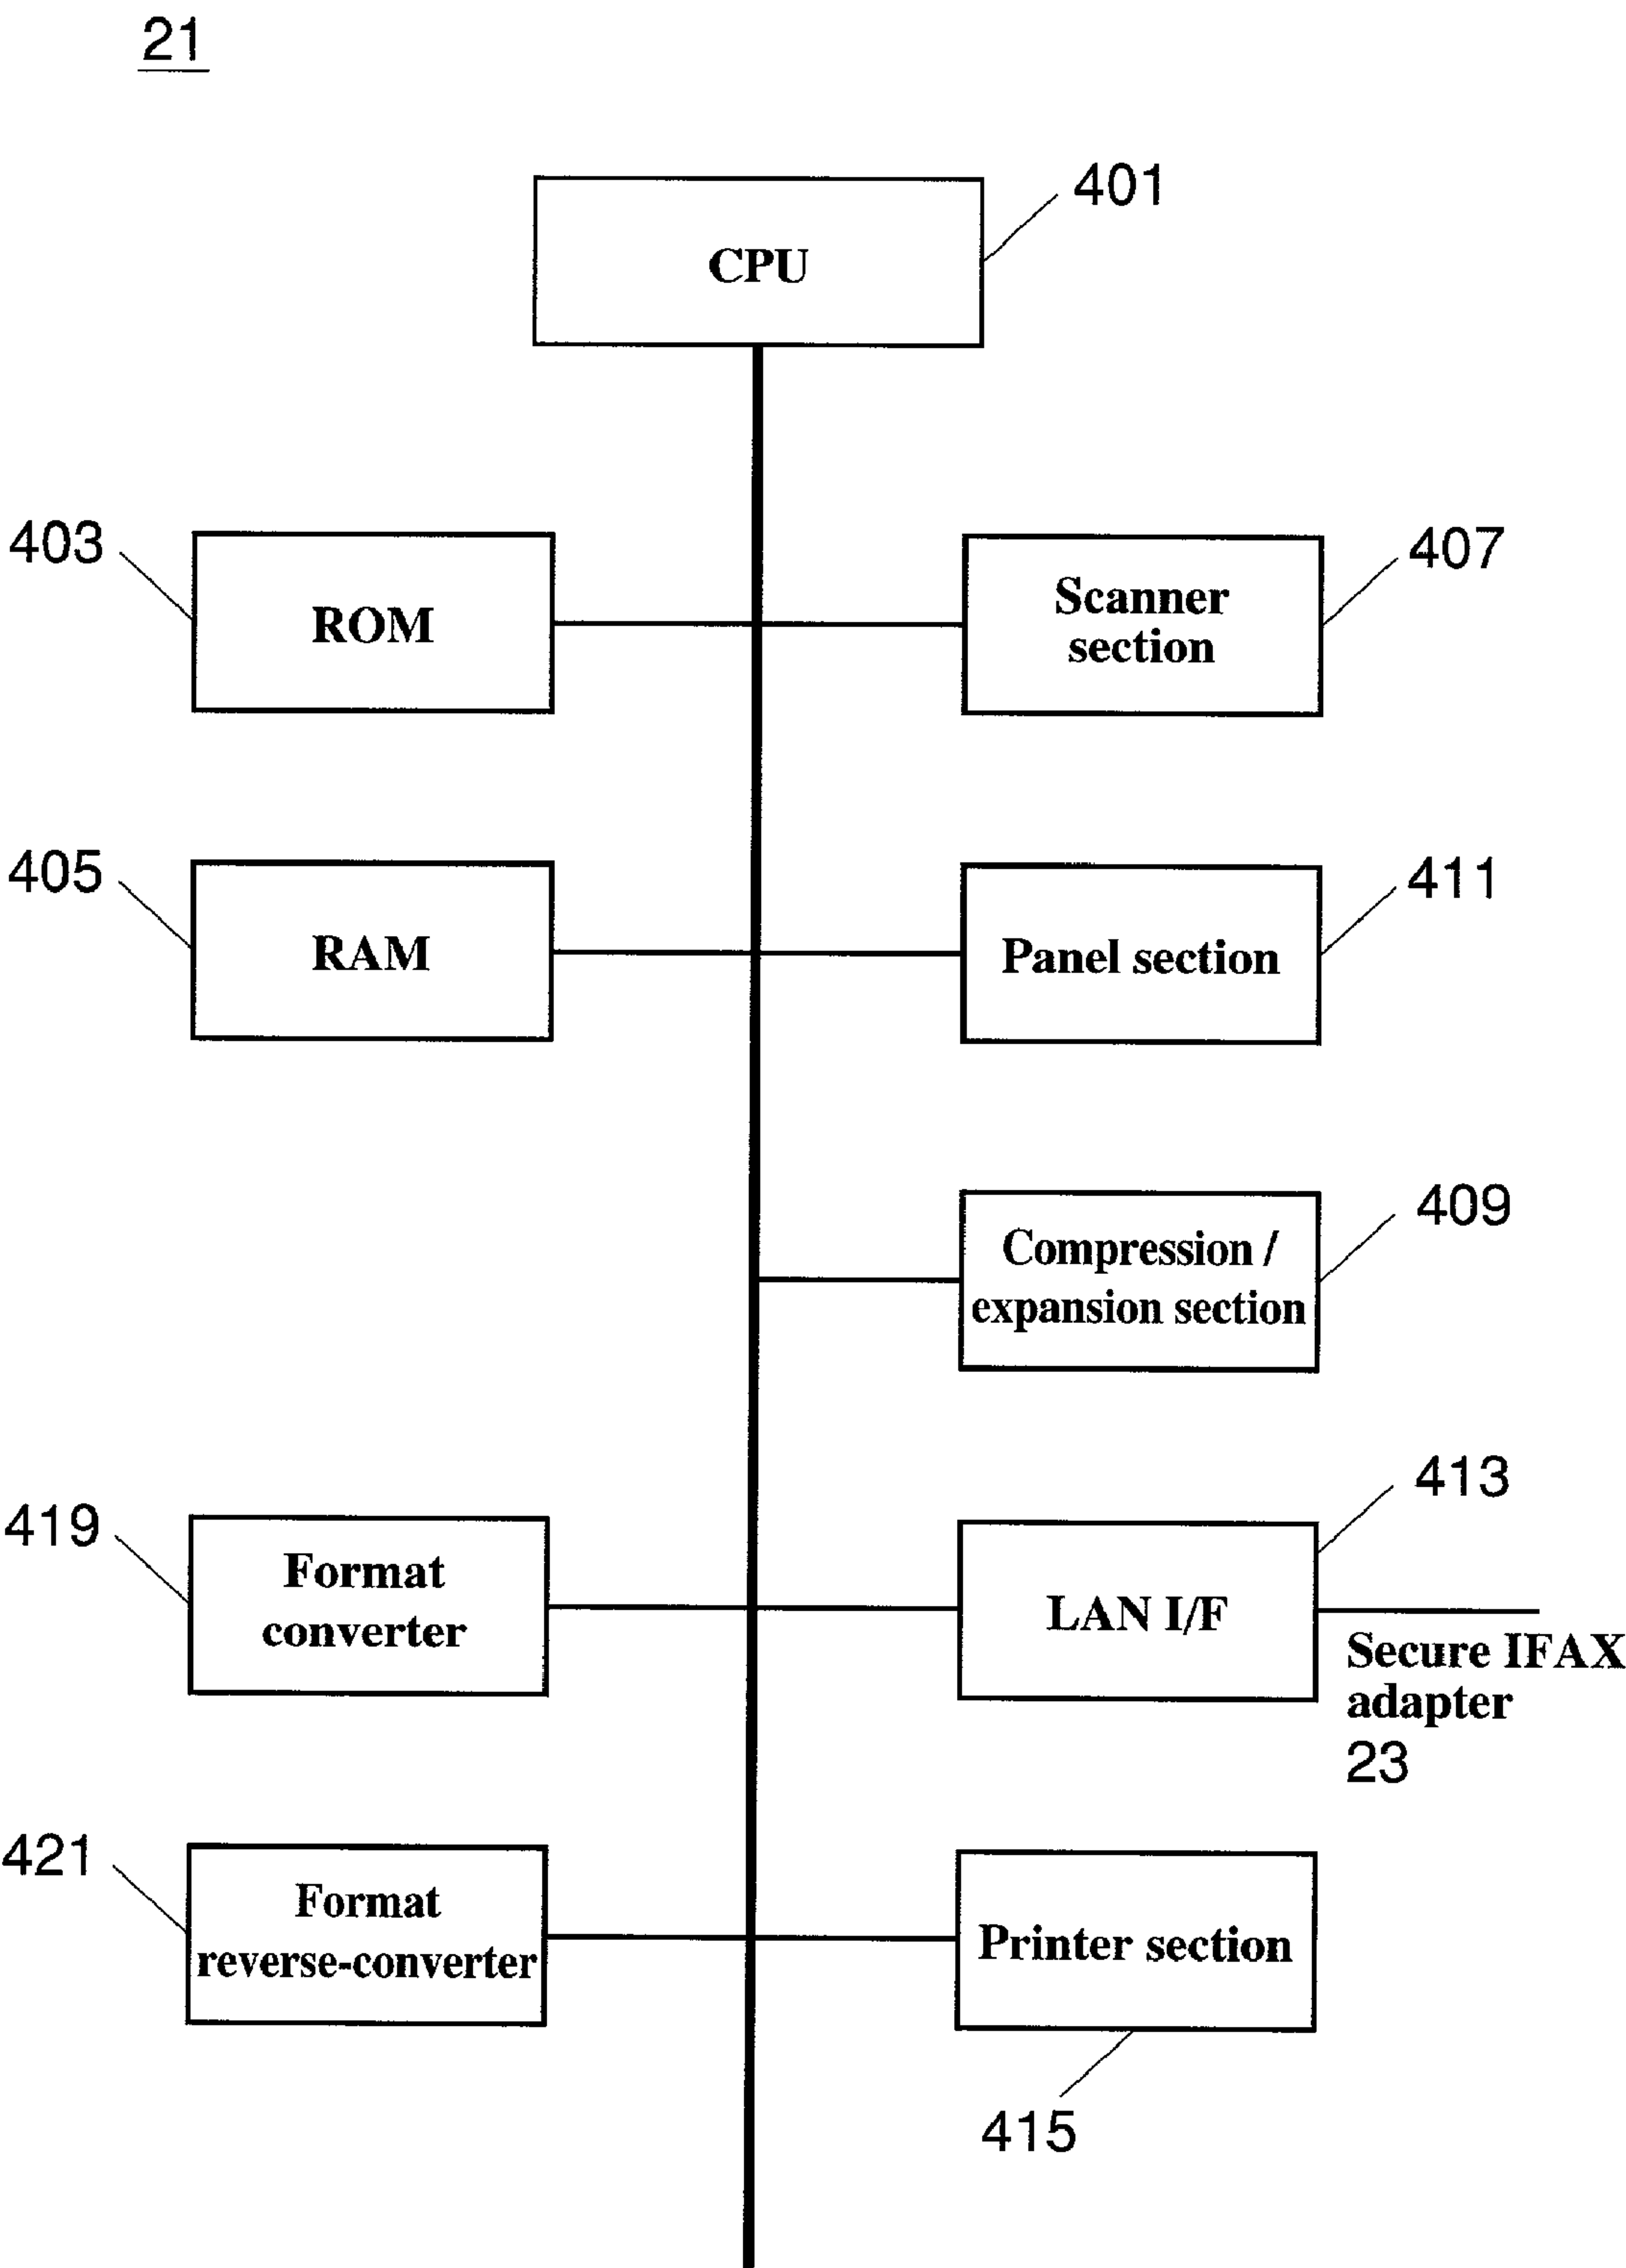 21
401
CPU
403
ROM
407
Scanner
section
405
RAM
411
Panel section
409
Compression /
expansion section
419
Format
converter
413
LAN I/F
Secure IFAX
adapter
23
421
Format
reverse-converter
Printer section
415